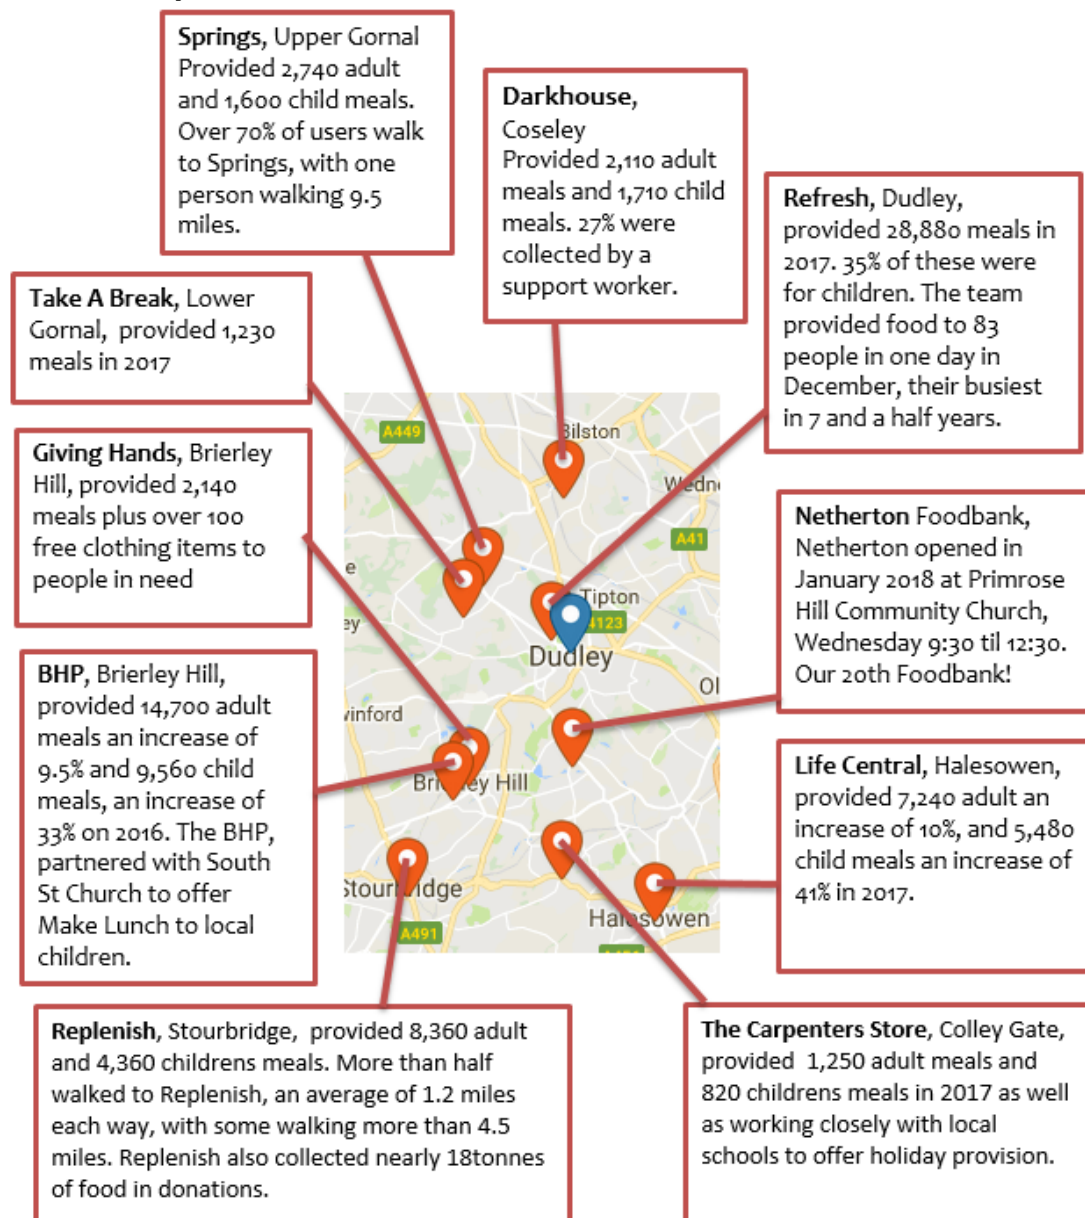 Springs, Upper Gornal
Provided 2,740 adult
and 1,600 child meals.
Over 70% of users walk
to Springs, with one
person walking 9.5
miles.
Darkhouse,
Coseley
Provided 2,110 adult
meals and 1,710 child
meals. 27% were
collected by a
support worker.
Refresh, Dudley,
provided 28,880 meals in
2017. 35% of these were
for children. The team
provided food to 83
people in one day in
December, their busiest
in 7 and a half years.
Take A Break, Lower
Gornal, provided 1,230
meals in 2017
Giving Hands, Brierley
Hill, provided 2,140
meals plus over 100
free clothing items to
people in need
Netherton Foodbank,
Netherton opened in
January 2018 at Primrose
Hill Community Church,
Wednesday 9:30 til 12:30.
Our 20th Foodbank!
BHP, Brierley Hill,
provided 14,700 adult
meals an increase of
9.5% and 9,560 child
meals, an increase of
33% on 2016. The BHP,
partnered with South
St Church to offer
Make Lunch to local
children.
Life Central, Halesowen,
provided 7,240 adult an
increase of 10%, and 5,480
child meals an increase of
41% in 2017.
A449
Bilston
Wedn
A41
e
ey
Tipton
4123
Dudley
Ol
winford
Brierley Hill
Stourbridge
Halesowen
A491
Replenish, Stourbridge, provided 8,360 adult
and 4,360 childrens meals. More than half
walked to Replenish, an average of 1.2 miles
each way, with some walking more than 4.5
miles. Replenish also collected nearly 18tonnes
of food in donations.
The Carpenters Store, Colley Gate,
provided 1,250 adult meals and
820 childrens meals in 2017 as well
as working closely with local
schools to offer holiday provision.